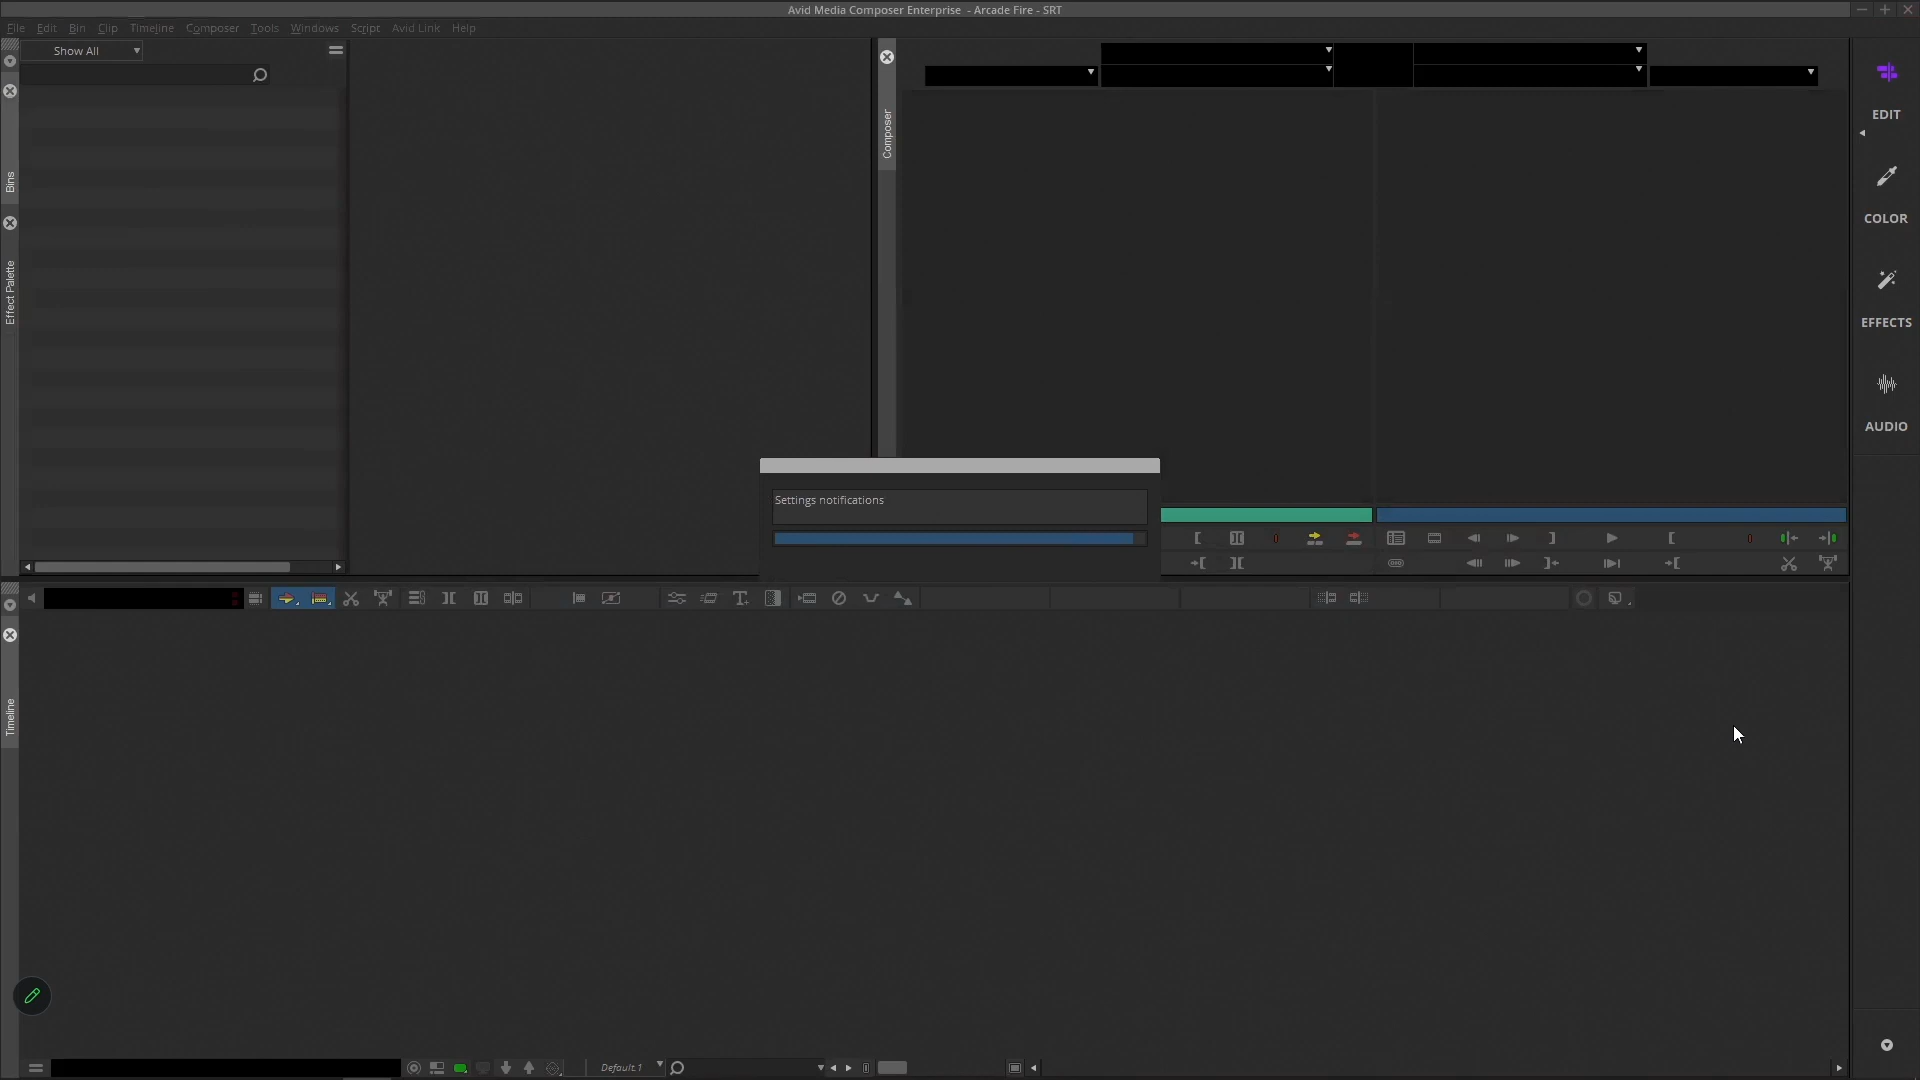 Avid Media Composer Enterprise - Arcade Fire - SRT
File Edit Bin Clip Timeline Composer Tools Windows Script Avid Link Help
Show All
Bins
Effect Palette
Composer
EDIT
COLOR
EFFECTS
AUDIO
Settings notifications
Timeline
Default.1